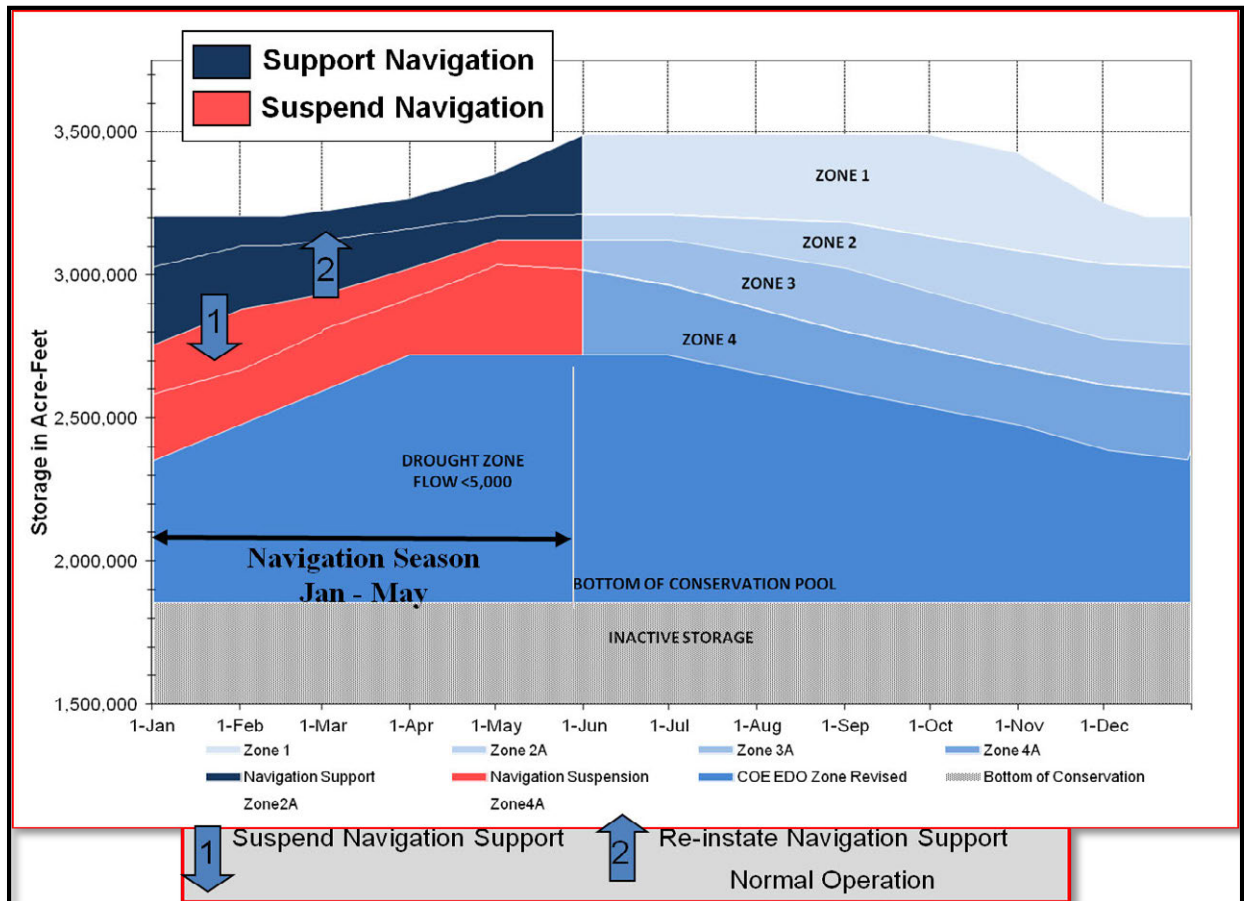 Support Navigation
Suspend Navigation
3,500,000
3,000,000
2,500,000
2,000,000
1,500,000
Storage in Acre-Feet
ZONE 1
ZONE 2
ZONE 3
ZONE 4
2
1
DROUGHT ZONE
FLOW <5,000
Navigation Season
Jan - May
BOTTOM OF CONSERVATION POOL
INACTIVE STORAGE
1-Jan 1-Feb 1-Mar 1-Apr 1-May 1-Jun 1-Jul 1-Aug 1-Sep 1-Oct 1-Nov 1-Dec
Zone 1 Zone 2A Zone 3A Zone 4A
Navigation Support Navigation Suspension COE EDO Zone Revised Bottom of Conservation
Zone2A Zone4A
1 Suspend Navigation Support 2 Re-instate Navigation Support
Normal Operation